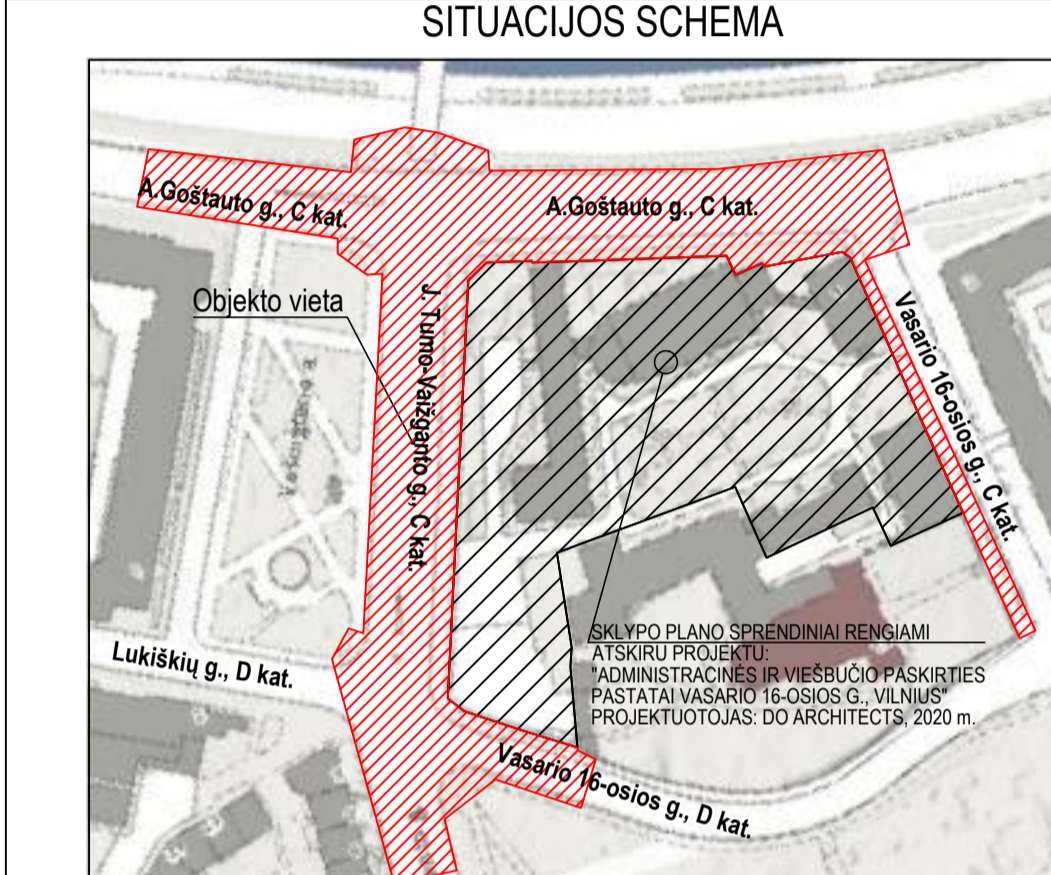 SITUACIJOS SCHEMA
A.Goštauto g., C kat.
A.Goštauto g., C kat.
Objekto vieta
J. Tumo-Vaižganto g., C kat.
Vasario 16-osios g., C kat.
Lukiškių g., D kat.
SKLYPO PLANO SPRENDINIAI RENGIAMI
ATSKIRU PROJEKTU:
"ADMINISTRACINĖS IR VIEŠBUČIO PASKIRTIES
PASTATAI VASARIO 16-OSIOS G., VILNIUS"
PROJEKTUOTOJAS: DO ARCHITECTS, 2020 m.
Vasario 16-osios g., D kat.